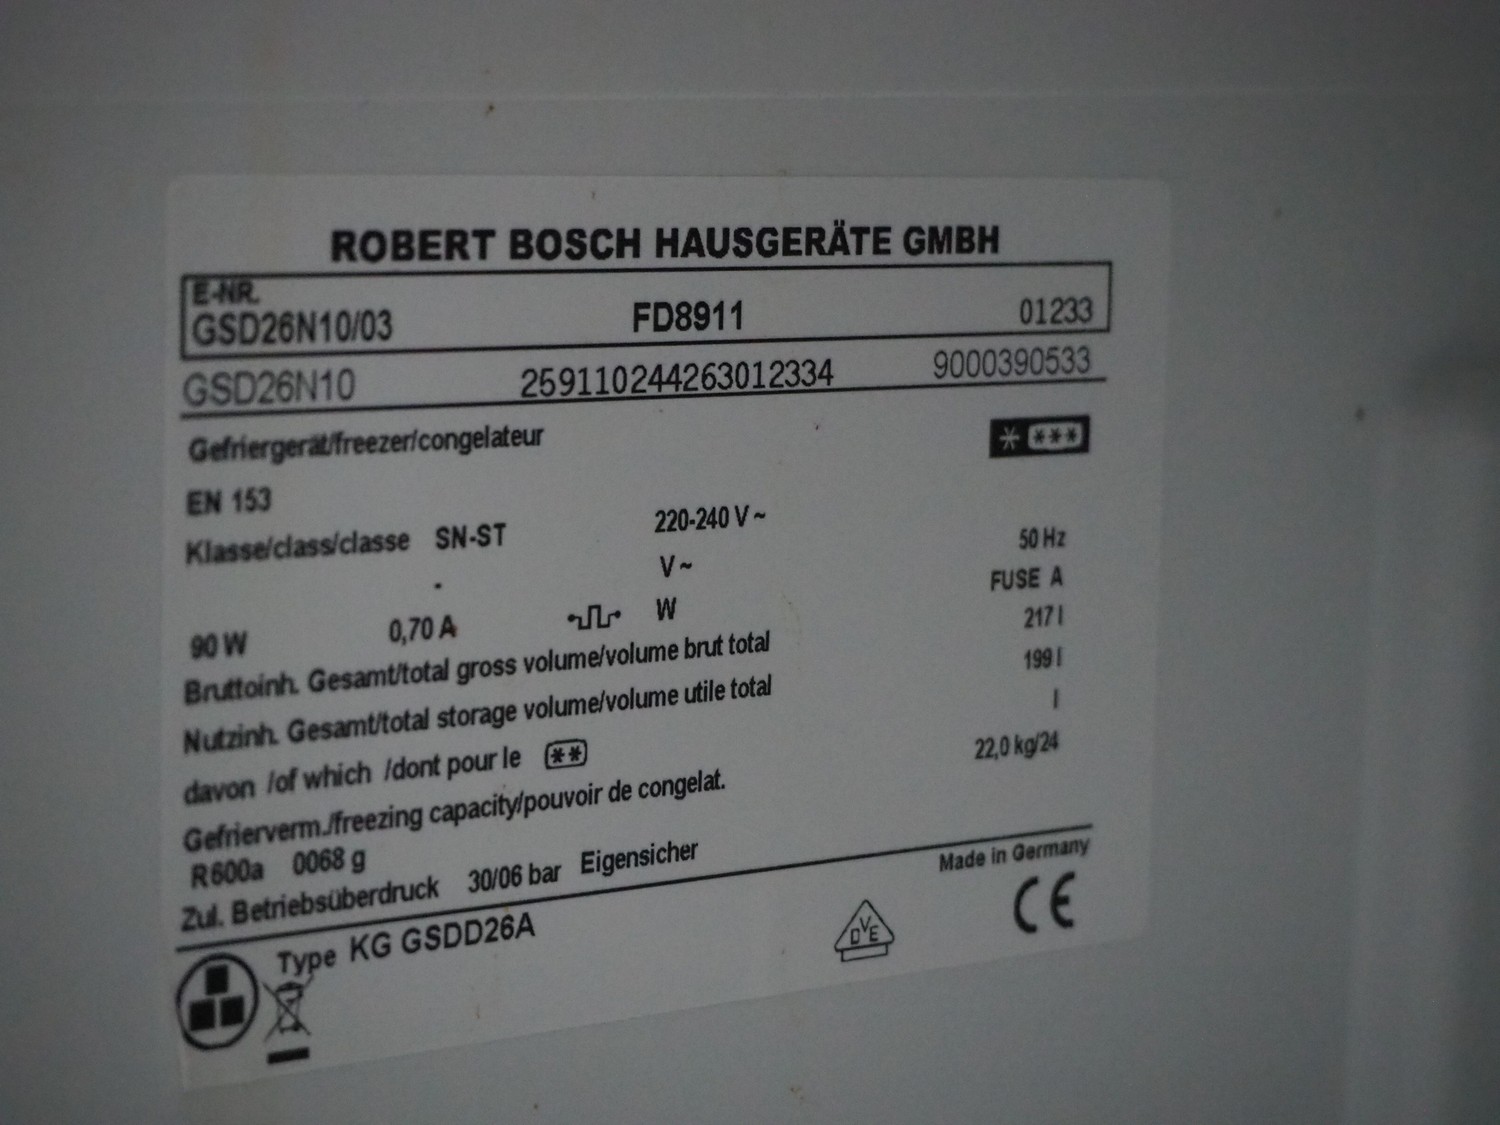 ROBERT BOSCH HAUSGERÄTE GMBH
E-NR.
GSD26N10/03 FD8911 01233
GSD26N10 259110244263012334 9000390533
Gefriergerät/freezer/congelateur
EN 153
Klasse/class/classe SN-ST 220-240 V ~ 50 Hz
V ~ FUSE A
90 W 0,70 A W
Bruttoinh. Gesamt/total gross volume/volume brut total 217 l
Nutzinh. Gesamt/total storage volume/volume utile total 199 l
davon /of which /dont pour le ** l
Gefrierverm./freezing capacity/pouvoir de congelat. 22,0 kg/24
R600a 0068 g
Zul. Betriebsüberdruck 30/06 bar Eigensicher
Made in Germany
Type KG GSDD26A
DVE
CE